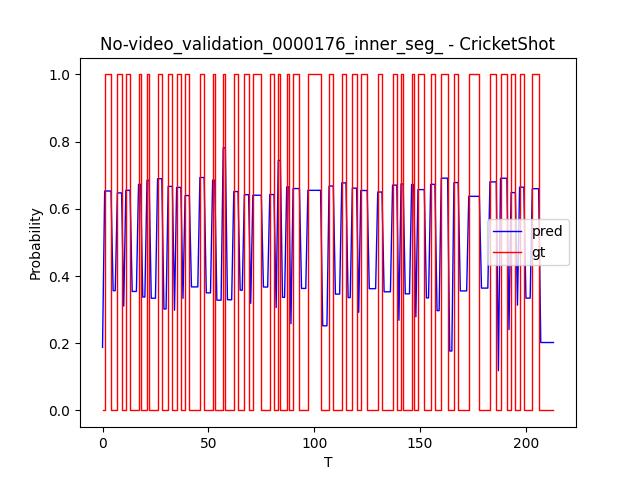 No-video_validation_0000176_inner_seg_ - CricketShot
1.0
0.8
0.6
0.4
0.2
0.0
Probability
pred
gt
0 50 100 150 200
T